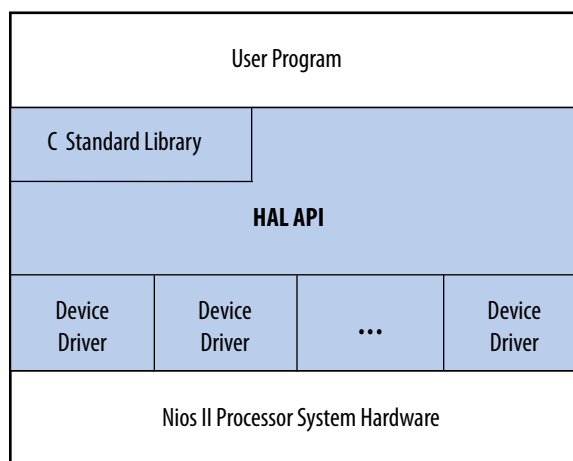 User Program
C Standard Library
HAL API
Device Driver
Device Driver
...
Device Driver
Nios II Processor System Hardware